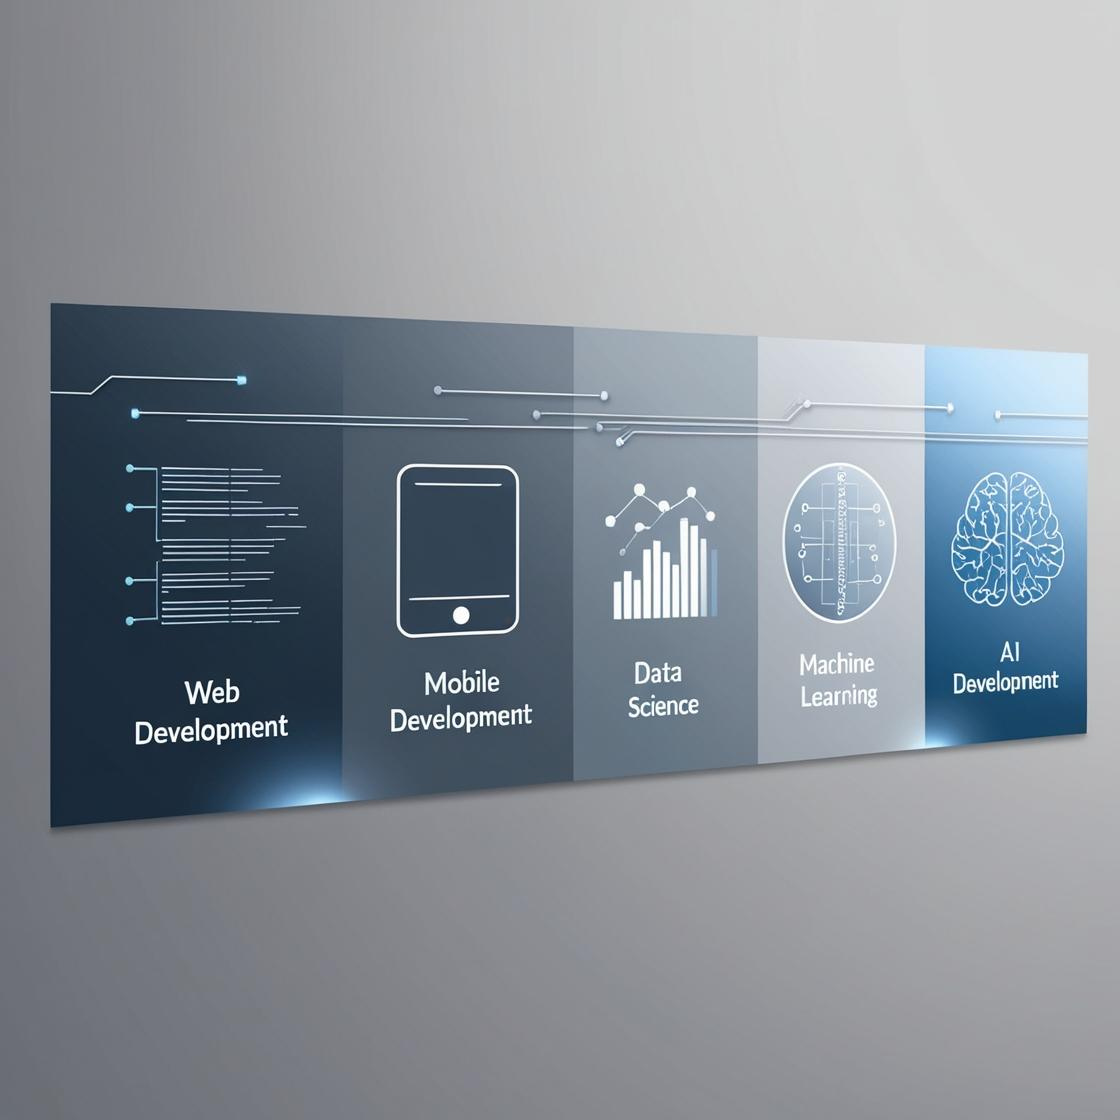 Web
Development
Mobile
Development
Data
Science
Machine
Learning
AI
Development